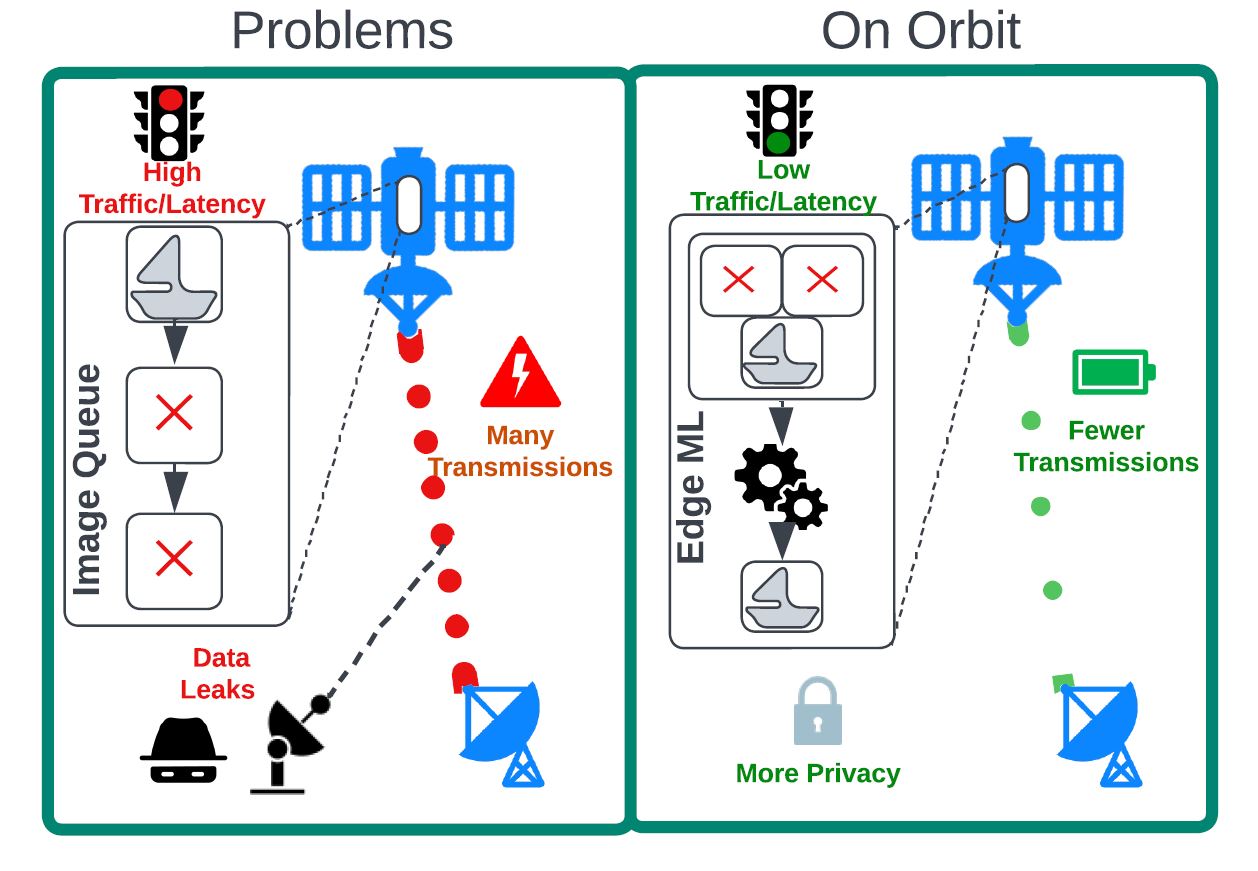 Problems
On Orbit
High
Traffic/Latency
Image Queue
Many
Transmissions
Data
Leaks
Low
Traffic/Latency
Edge ML
Fewer
Transmissions
More Privacy